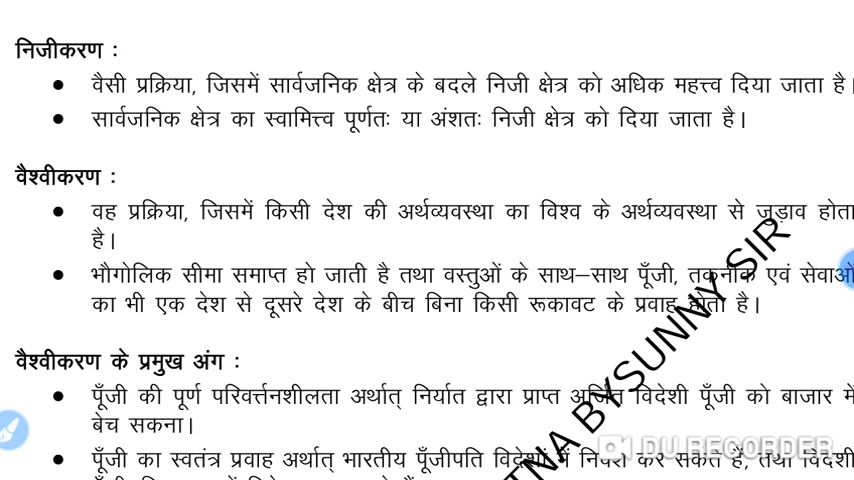 निजीकरण :
● वैसी प्रक्रिया, जिसमें सार्वजनिक क्षेत्र के बदले निजी क्षेत्र को अधिक महत्त्व दिया जाता है।
● सार्वजनिक क्षेत्र का स्वामित्त्व पूर्णतः या अंशतः निजी क्षेत्र को दिया जाता है।
वैश्वीकरण :
● वह प्रक्रिया, जिसमें किसी देश की अर्थव्यवस्था का विश्व के अर्थव्यवस्था से जुड़ाव होता
है।
● भौगोलिक सीमा समाप्त हो जाती है तथा वस्तुओं के साथ–साथ पूँजी, तकनीक एवं सेवाओं
का भी एक देश से दूसरे देश के बीच बिना किसी रूकावट के प्रवाह होता है।
वैश्वीकरण के प्रमुख अंग :
● पूँजी की पूर्ण परिवर्त्तनशीलता अर्थात् निर्यात द्वारा प्राप्त अर्जित विदेशी पूँजी को बाजार में
बेच सकना।
● पूँजी का स्वतंत्र प्रवाह अर्थात् भारतीय पूँजीपति विदेशों में निवेश कर सकते हैं, तथा विदेशी
TNA BYSUNNY SIR
DU RECORDER